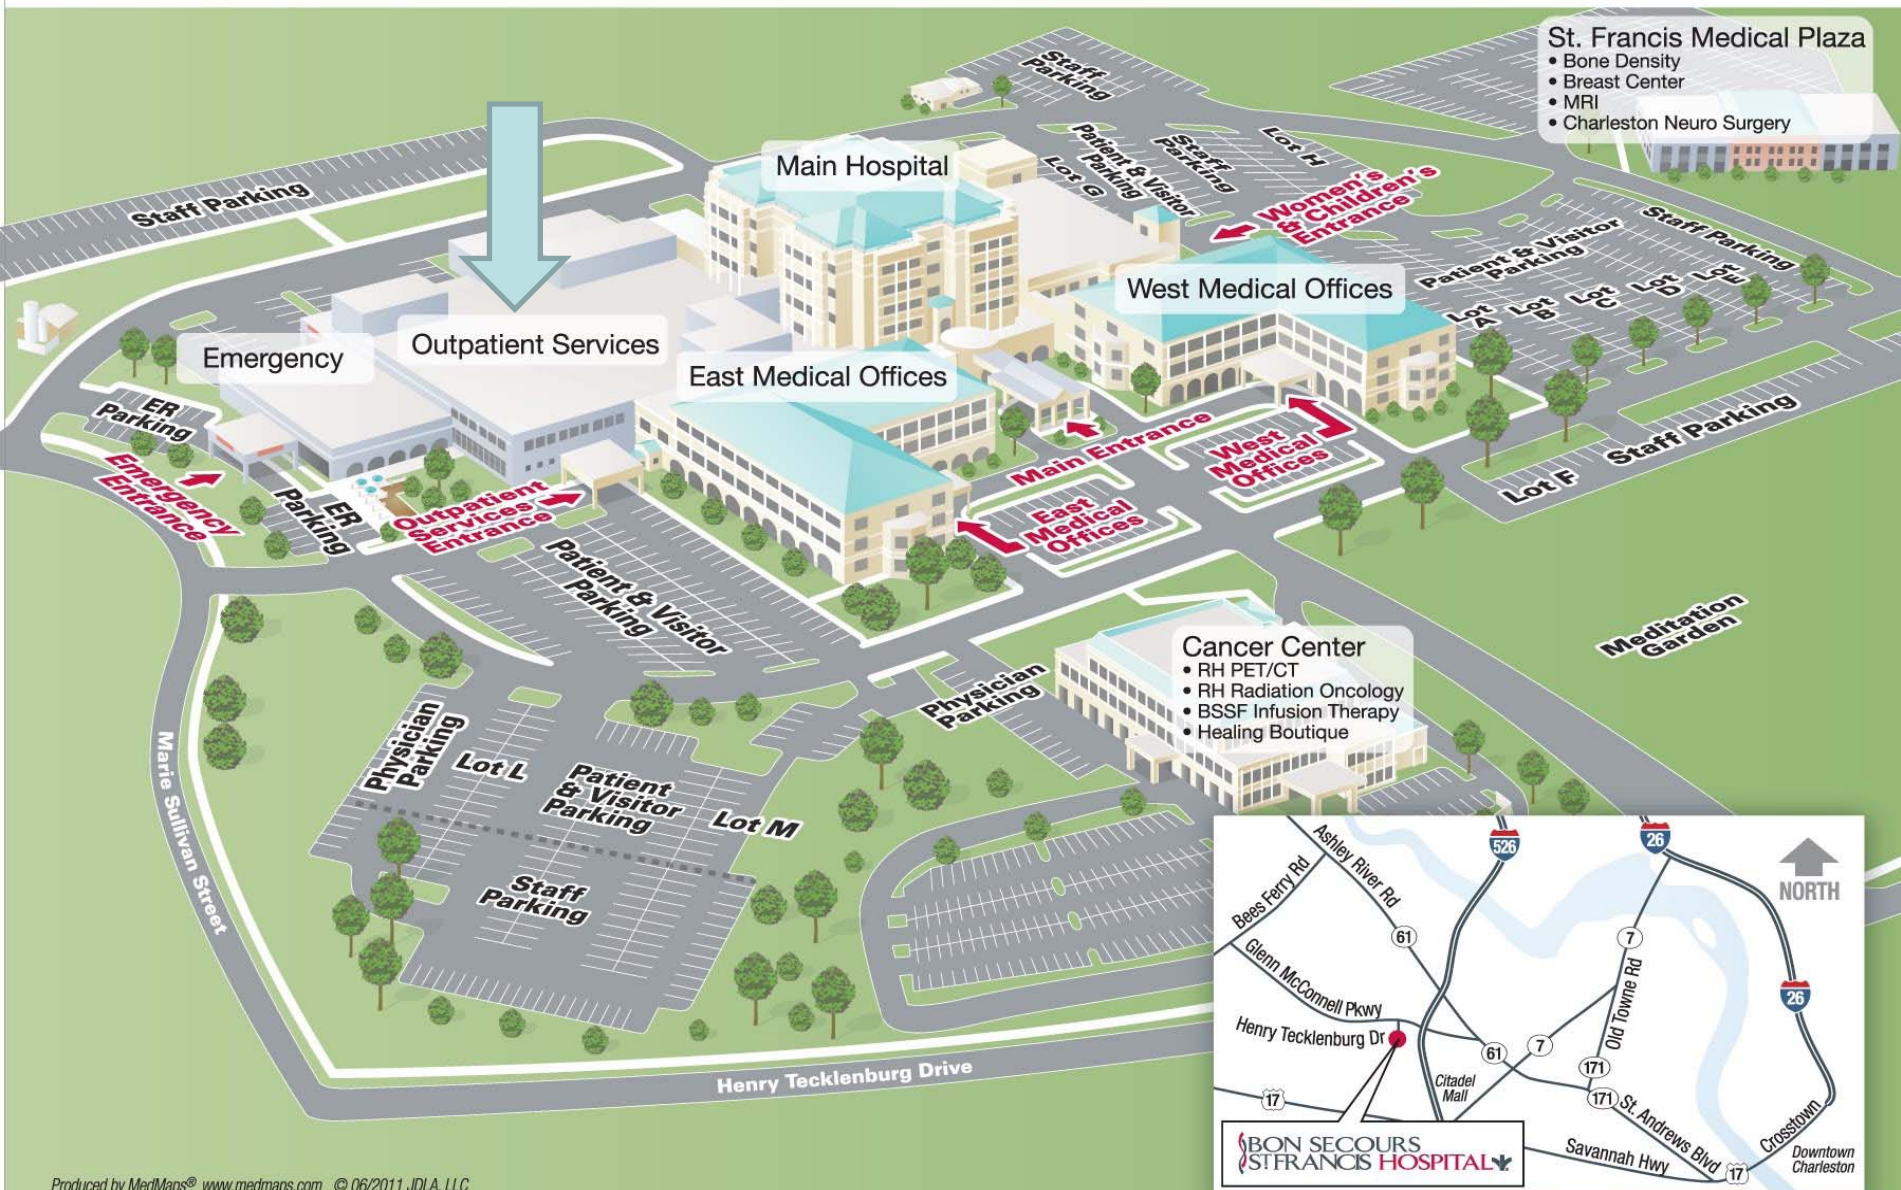 St. Francis Medical Plaza
• Bone Density
• Breast Center
• MRI
• Charleston Neuro Surgery
Staff
Parking
Lot H
Staff
Parking
Patient & Visitor
Parking
Lot G
Women's
& Children's
Entrance
Main Hospital
Staff Parking
Staff Parking
Patient & Visitor
Parking
Lot
A
Lot
B
Lot
C
Lot
D
Lot
E
West Medical Offices
Outpatient Services
Emergency
East Medical Offices
ER
Parking
Emergency
Entrance
ER
Parking
Outpatient
Services
Entrance
Main Entrance
West
Medical
Offices
East
Medical
Offices
Lot F
Staff Parking
Patient & Visitor
Parking
Meditation
Garden
Cancer Center
• RH PET/CT
• RH Radiation Oncology
• BSSF Infusion Therapy
• Healing Boutique
Physician
Parking
Physician
Parking
Lot L
Patient
& Visitor
Parking
Lot M
Staff
Parking
Marie Sullivan Street
Henry Tecklenburg Drive
526
26
NORTH
Ashley River Rd
Bees Ferry Rd
61
7
Glenn McConnell Pkwy
Old Towne Rd
26
Henry Tecklenburg Dr
61
7
171
Citadel
Mall
17
171
St. Andrews Blvd
Crosstown
BON SECOURS
ST FRANCIS HOSPITAL
Savannah Hwy
17
Downtown
Charleston
Produced by MedMaps® www.medmaps.com © 06/2011 JDLA, LLC